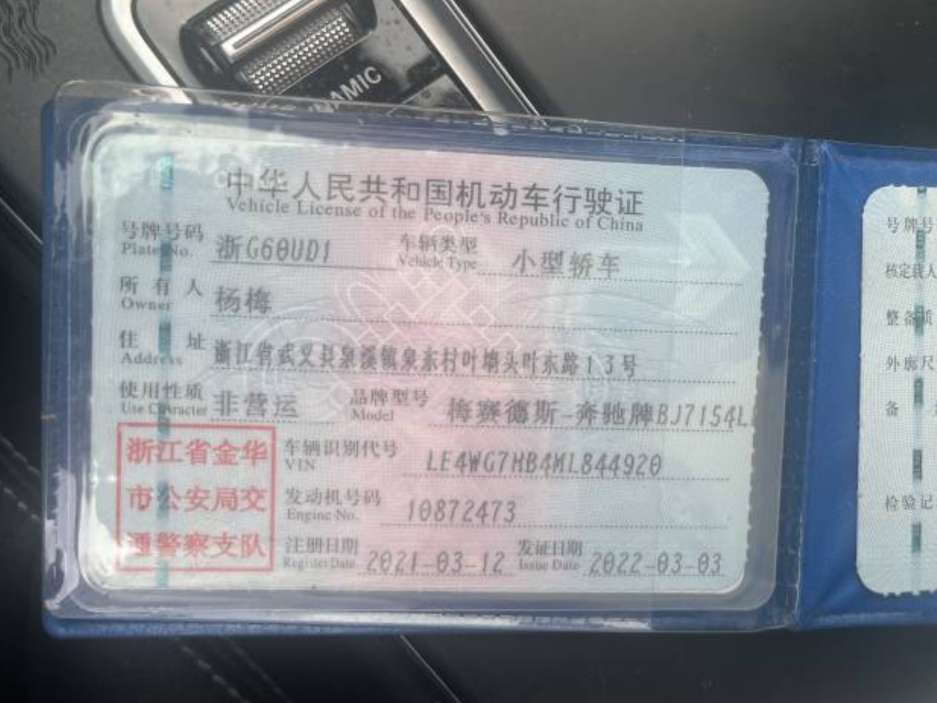 NAMIC
中华人民共和国机动车行驶证
Vehicle License of the People's Republic of China
号牌号码 浙G60UD1 车辆类型 小型轿车
Plate No. Vehicle Type
所有人 杨梅
Owner
住址 浙江省武义县泉溪镇泉东村叶塘头叶东路13号
Address
使用性质 非营运 品牌型号 梅赛德斯-奔驰牌BJ7154L
Use Character Model
浙江省金华
市公安局交
通警察支队
车辆识别代号 LE4WG7HB4ML844920
VIN
发动机号码 10872473
Engine No.
注册日期 2021-03-12 发证日期 2022-03-03
Register Date Issue Date
号牌号
核定载人
整备质
外廓尺
备
检验记